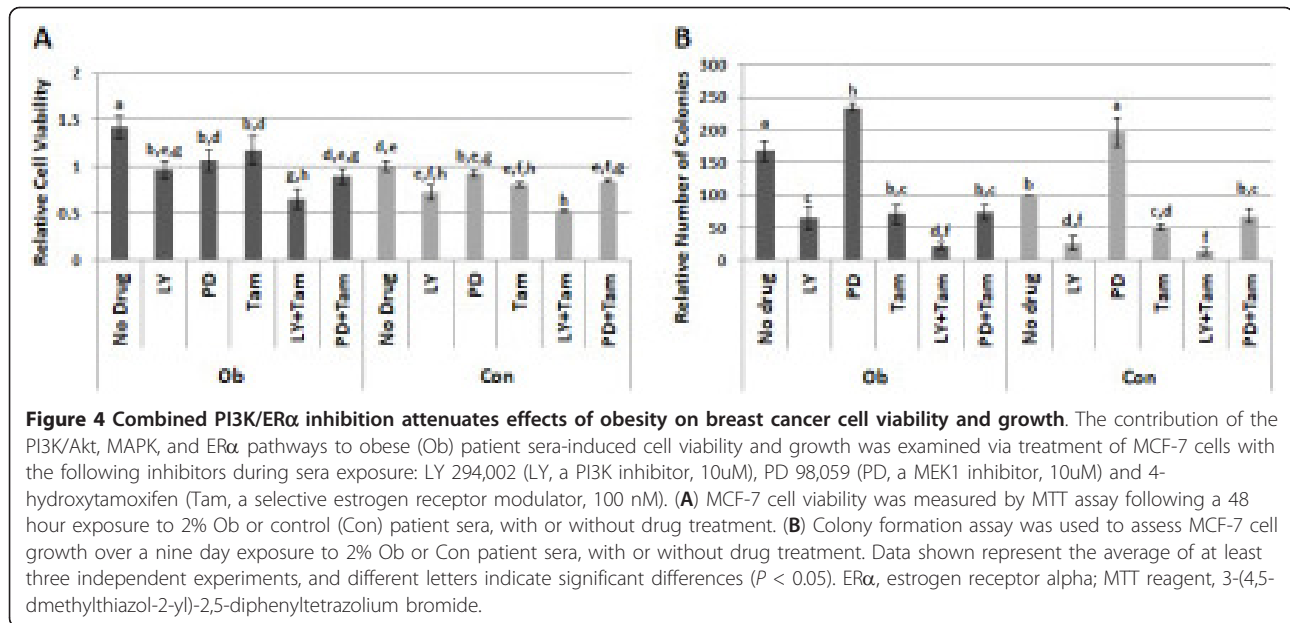 A
B
Relative Cell Viability
2
1.5
1
0.5
0
a
b,e,g
b,d
b,d
g,h
d,e,g
d,e
e,f,h
b,e,g
e,f,h
h
e,f,g
No Drug
LY
PD
Tam
LY+Tam
PD+Tam
No Drug
LY
PD
Tam
LY+Tam
PD+Tam
Ob
Con
Relative Number of Colonies
300
250
200
150
100
50
0
a
c
h
b,c
d,f
b,c
b
d,f
a
c,d
b,c
No drug
LY
PD
Tam
LY+Tam
PD+Tam
No drug
LY
PD
Tam
LY+Tam
PD+Tam
Ob
Con
Figure 4 Combined PI3K/ERα inhibition attenuates effects of obesity on breast cancer cell viability and growth. The contribution of the
PI3K/Akt, MAPK, and ERα pathways to obese (Ob) patient sera-induced cell viability and growth was examined via treatment of MCF-7 cells with
the following inhibitors during sera exposure: LY 294,002 (LY, a PI3K inhibitor, 10uM), PD 98,059 (PD, a MEK1 inhibitor, 10uM) and 4-
hydroxytamoxifen (Tam, a selective estrogen receptor modulator, 100 nM). (A) MCF-7 cell viability was measured by MTT assay following a 48
hour exposure to 2% Ob or control (Con) patient sera, with or without drug treatment. (B) Colony formation assay was used to assess MCF-7 cell
growth over a nine day exposure to 2% Ob or Con patient sera, with or without drug treatment. Data shown represent the average of at least
three independent experiments, and different letters indicate significant differences (P < 0.05). ERα, estrogen receptor alpha; MTT reagent, 3-(4,5-
dmethylthiazol-2-yl)-2,5-diphenyltetrazolium bromide.